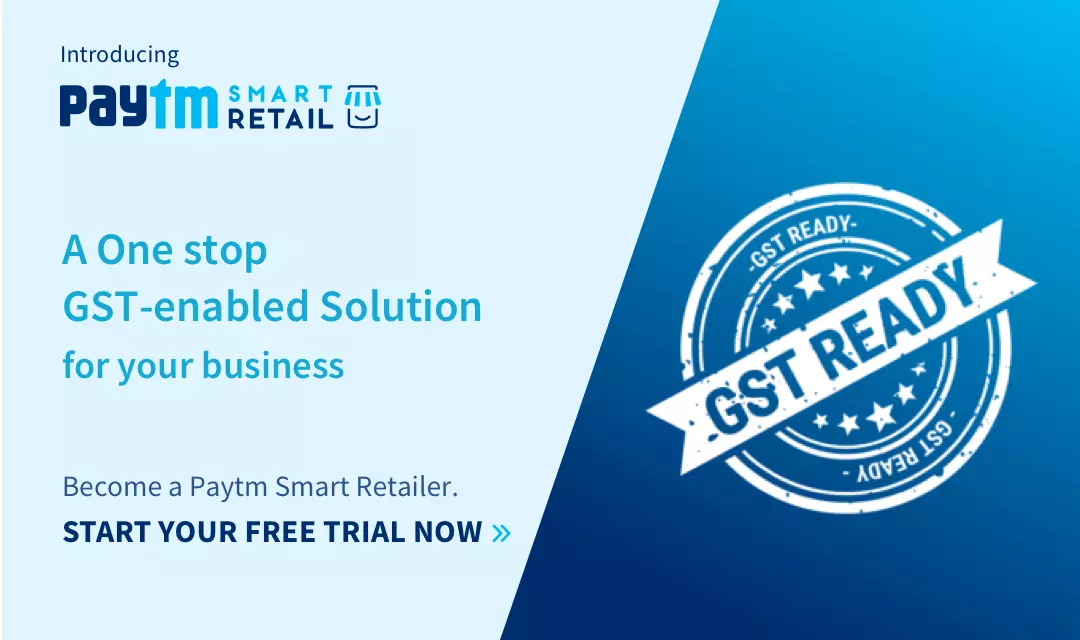 Introducing
paytm SMART RETAIL
A One stop
GST-enabled Solution
for your business
Become a Paytm Smart Retailer.
START YOUR FREE TRIAL NOW »
-GST READY-
GST READY
- GST READY -